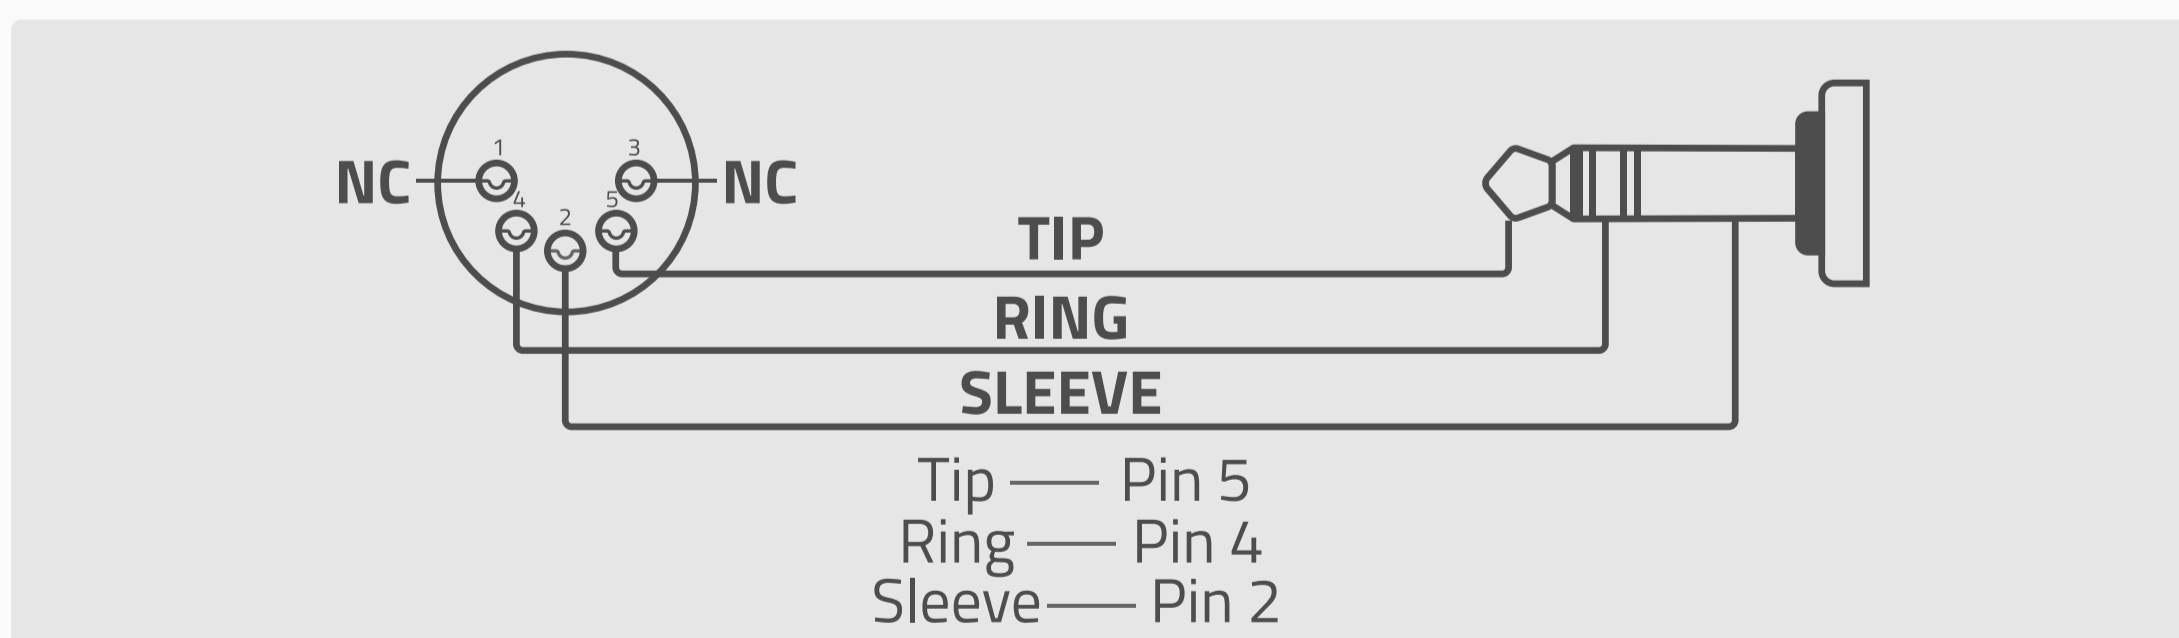 1 3
NC NC
4 5
2
TIP
RING
SLEEVE
Tip Pin 5
Ring Pin 4
Sleeve Pin 2